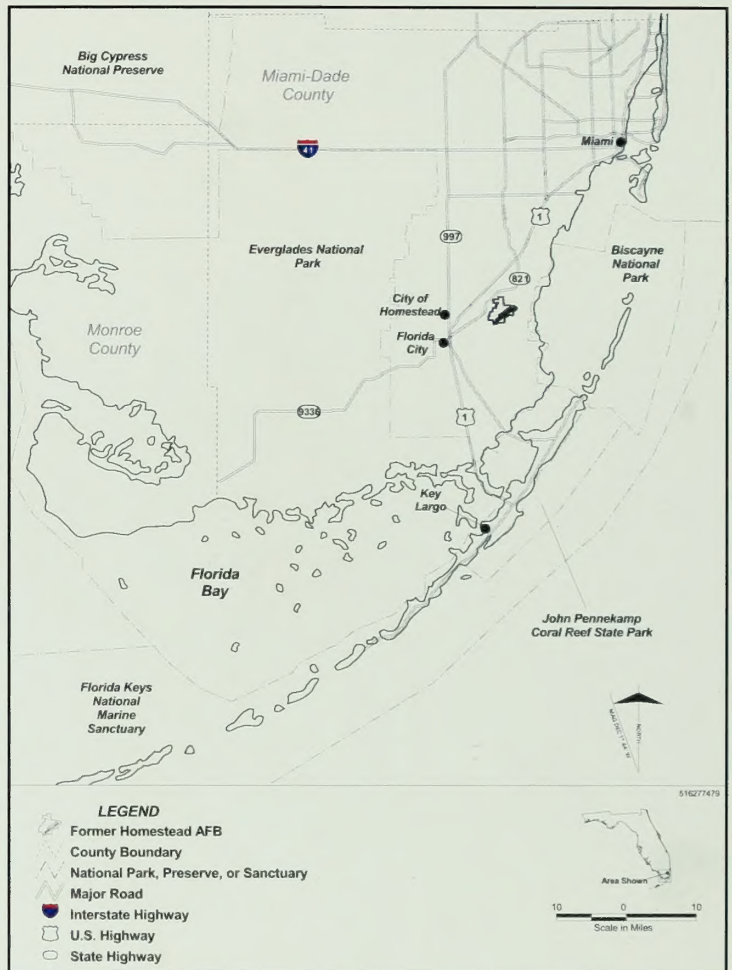 Big Cypress
National Preserve
Miami-Dade
County
41
Miami
1
997
Everglades National
Park
Biscayne
National
Park
821
City of
Homestead
Monroe
County
Florida
City
9336
1
Key
Largo
Florida
Bay
John Pennekamp
Coral Reef State Park
Florida Keys
National
Marine
Sanctuary
NORTH
516277479
LEGEND
Former Homestead AFB
County Boundary
National Park, Preserve, or Sanctuary
Major Road
Interstate Highway
U.S. Highway
State Highway
Area Shown
10 0 10
Scale in Miles